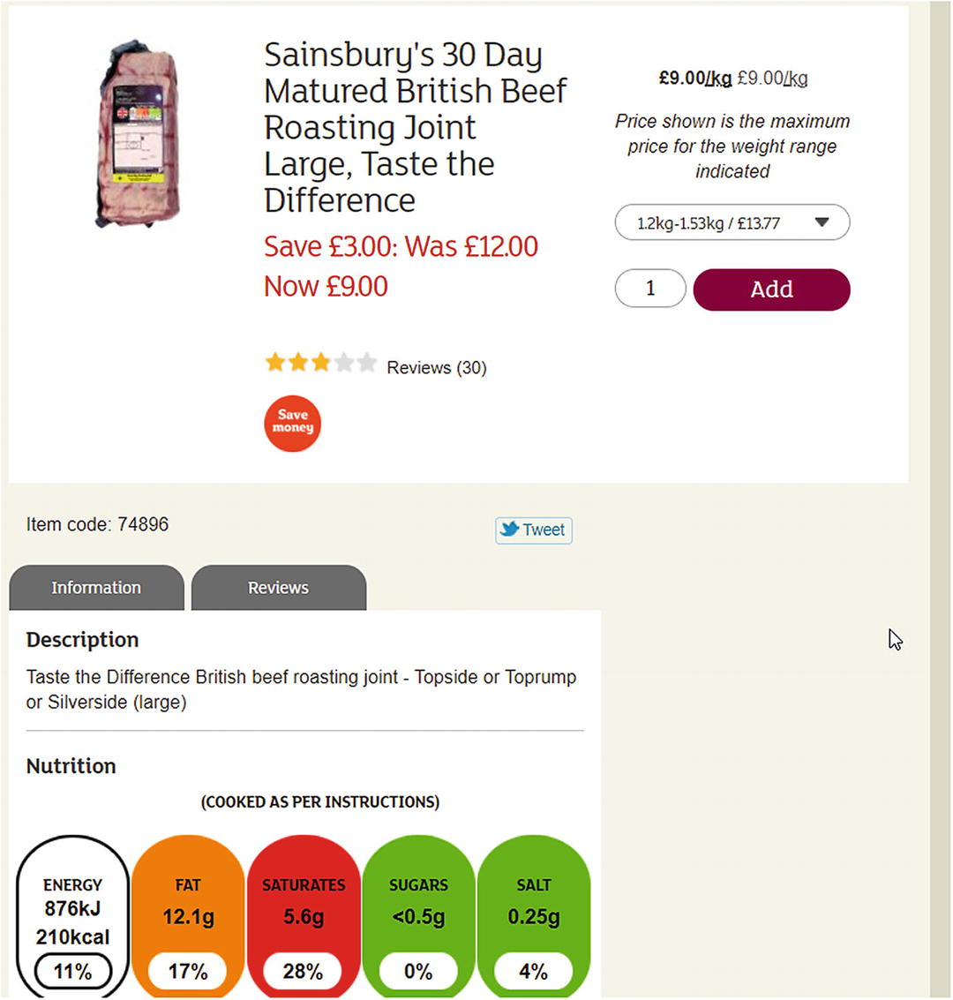 Sainsbury's 30 Day
Matured British Beef
Roasting Joint
Large, Taste the
Difference
Save £3.00: Was £12.00
Now £9.00
Reviews (30)
Save
money
£9.00/kg £9.00/kg
Price shown is the maximum
price for the weight range
indicated
1.2kg-1.53kg / £13.77
1 Add
Item code: 74896
Tweet
Information Reviews
Description
Taste the Difference British beef roasting joint - Topside or Toprump
or Silverside (large)
Nutrition
(COOKED AS PER INSTRUCTIONS)
ENERGY FAT SATURATES SUGARS SALT
876kJ 12.1g 5.6g <0.5g 0.25g
210kcal
11% 17% 28% 0% 4%